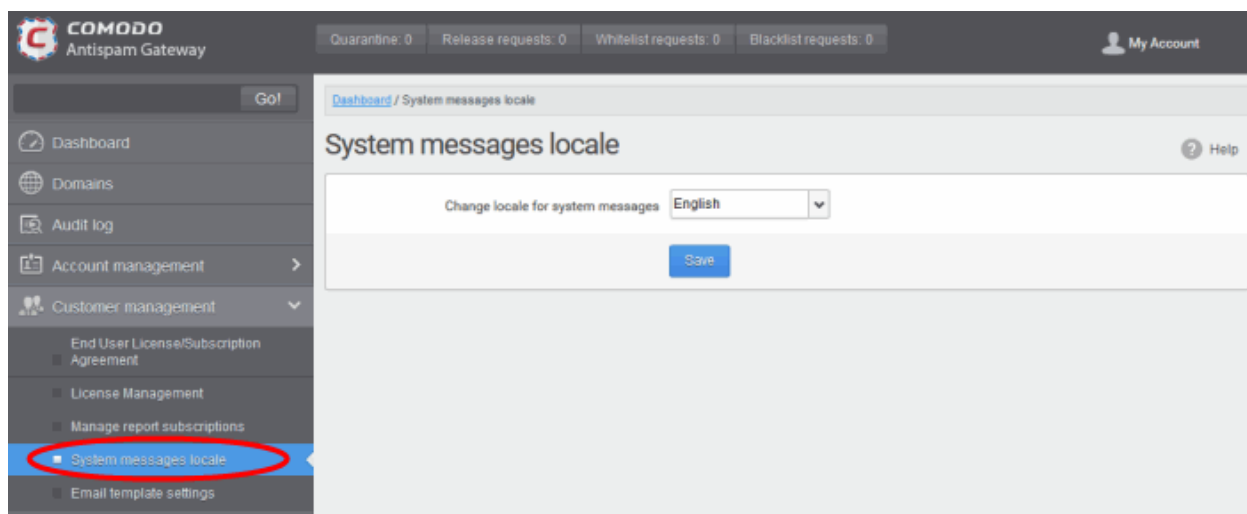 COMODO
Antispam Gateway
Quarantine: 0 Release requests: 0 Whitelist requests: 0 Blacklist requests: 0
My Account
Go!
Dashboard / System messages locale
Dashboard
System messages locale
Help
Domains
Change locale for system messages English
Audit log
Save
Account management
Customer management
End User License/Subscription
Agreement
License Management
Manage report subscriptions
System messages locale
Email template settings